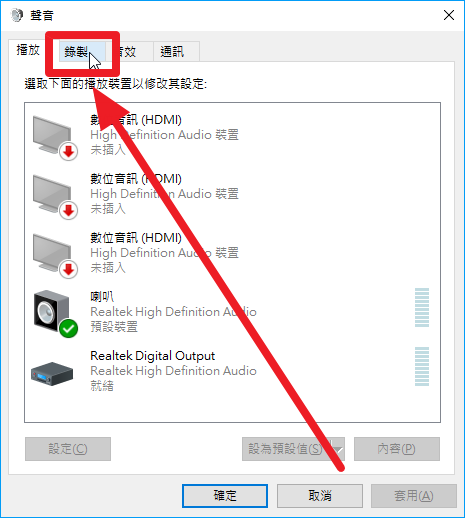 聲音
播放 錄製 音效 通訊
選取下面的播放裝置以修改其設定:
數位音訊 (HDMI)
High Definition Audio 裝置
未插入
數位音訊 (HDMI)
High Definition Audio 裝置
未插入
數位音訊 (HDMI)
High Definition Audio 裝置
未插入
喇叭
Realtek High Definition Audio
預設裝置
Realtek Digital Output
Realtek High Definition Audio
就緒
設定(C) 設為預設值(S) 內容(P)
確定 取消 套用(A)